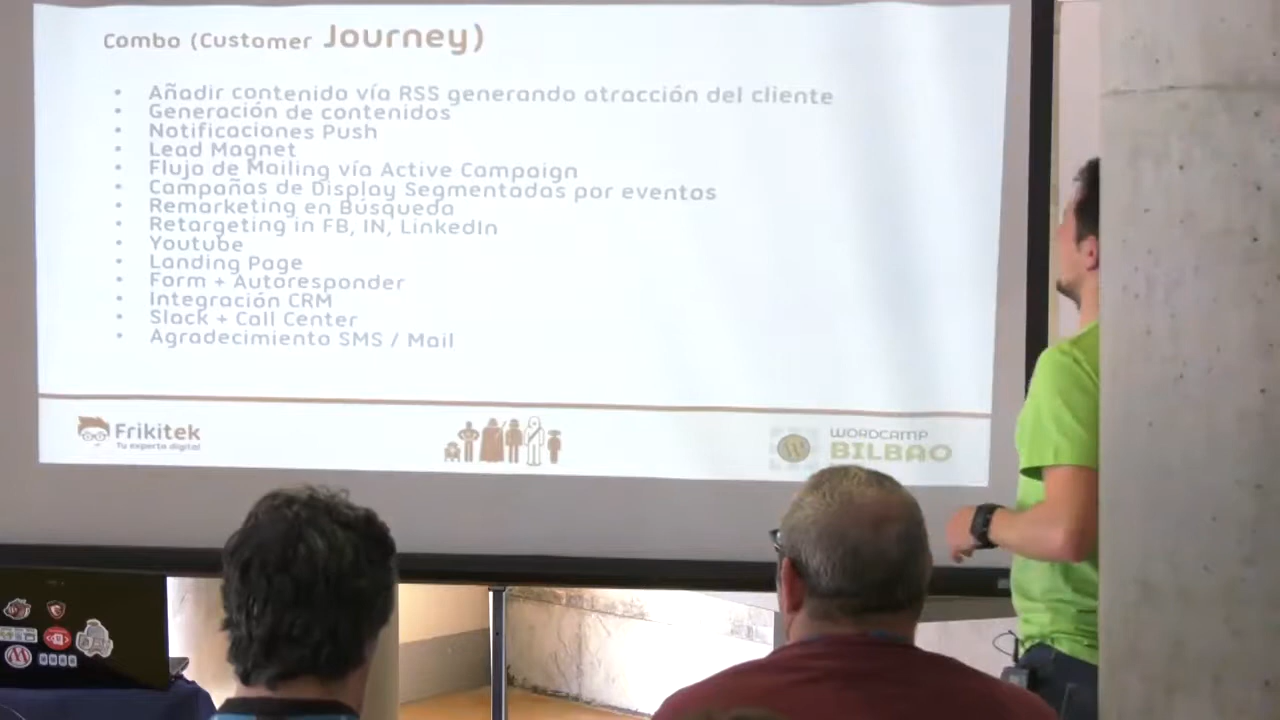 Combo (Customer Journey)
• Añadir contenido vía RSS generando atracción del cliente
• Generación de contenidos
• Notificaciones Push
• Lead Magnet
• Flujo de Mailing vía Active Campaign
• Campañas de Display Segmentadas por eventos
• Remarketing en Búsqueda
• Retargeting in FB, IN, LinkedIn
• Youtube
• Landing Page
• Form + Autoresponder
• Integración CRM
• Slack + Call Center
• Agradecimiento SMS / Mail
Frikitek
Tu experto digital
WORDCAMP
BILBAO